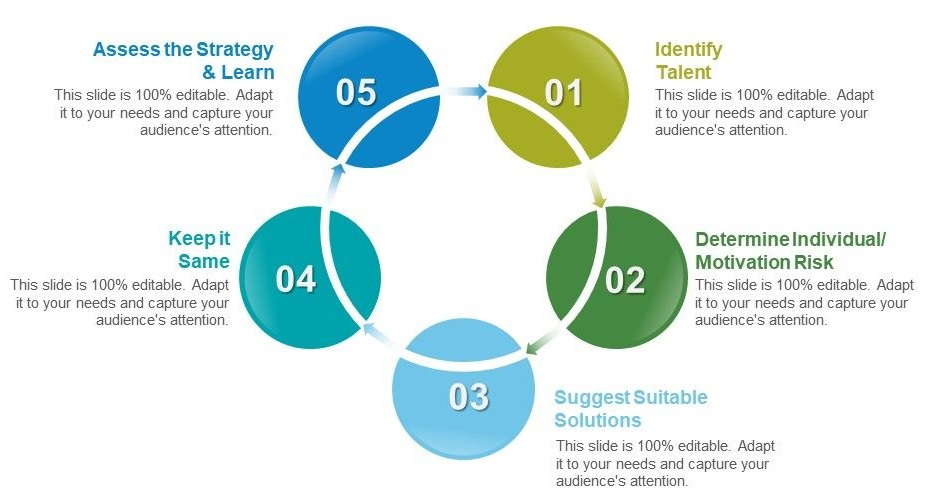 01
Identify
Talent
This slide is 100% editable. Adapt
it to your needs and capture your
audience's attention.
02
Determine Individual/
Motivation Risk
This slide is 100% editable. Adapt
it to your needs and capture your
audience's attention.
03
Suggest Suitable
Solutions
This slide is 100% editable. Adapt
it to your needs and capture your
audience's attention.
04
Keep it
Same
This slide is 100% editable. Adapt
it to your needs and capture your
audience's attention.
05
Assess the Strategy
& Learn
This slide is 100% editable. Adapt
it to your needs and capture your
audience's attention.